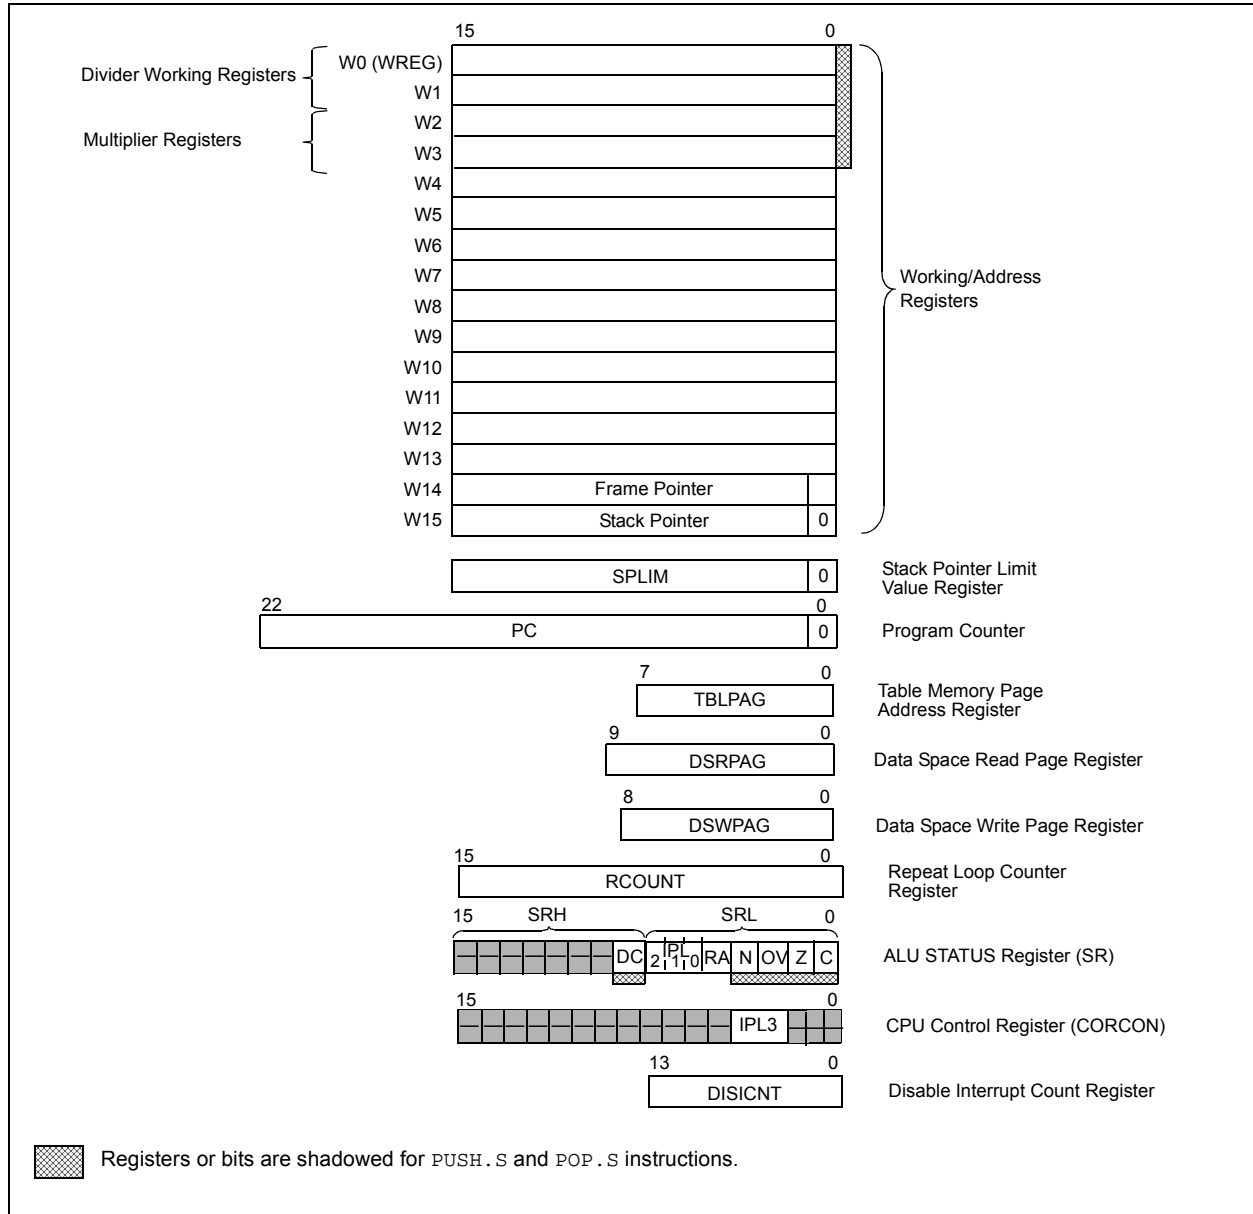 15 0
Divider Working Registers
W0 (WREG)
W1
Multiplier Registers
W2
W3
W4
W5
W6
W7
Working/Address
Registers
W8
W9
W10
W11
W12
W13
W14 Frame Pointer
W15 Stack Pointer 0
SPLIM 0 Stack Pointer Limit
Value Register
22 0
PC 0 Program Counter
7 0
TBLPAG Table Memory Page
Address Register
9 0
DSRPAG Data Space Read Page Register
8 0
DSWPAG Data Space Write Page Register
15 0
RCOUNT Repeat Loop Counter
Register
15 SRH SRL 0
— — — — — — — DC IPL 2 1 0 RA N OV Z C ALU STATUS Register (SR)
15 0
— — — — — — — — — — — — IPL3 — — — CPU Control Register (CORCON)
13 0
DISICNT Disable Interrupt Count Register
Registers or bits are shadowed for PUSH.S and POP.S instructions.